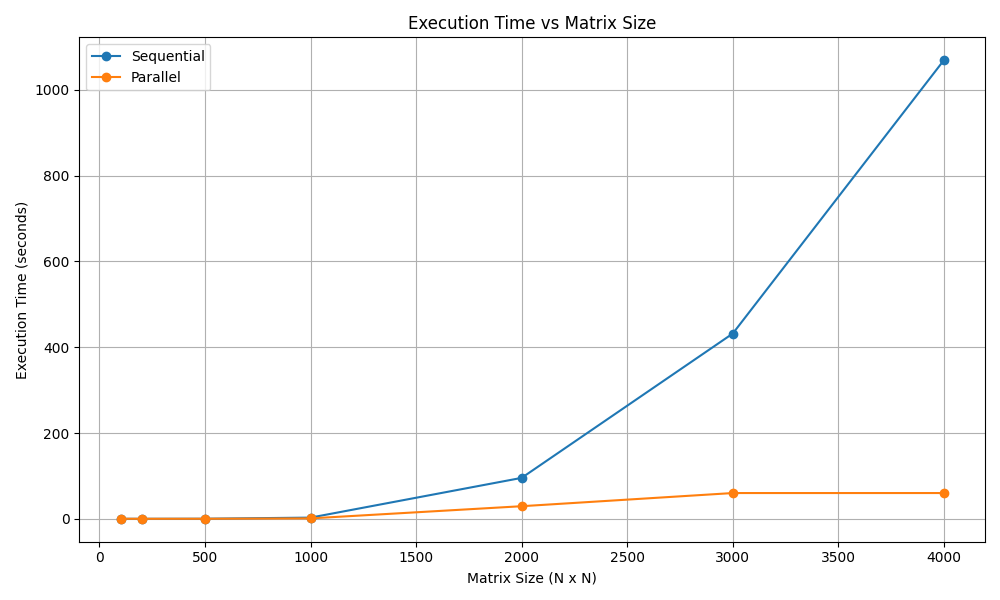 Execution Time vs Matrix Size
Sequential
Parallel
Execution Time (seconds)
1000
800
600
400
200
0
0 500 1000 1500 2000 2500 3000 3500 4000
Matrix Size (N x N)